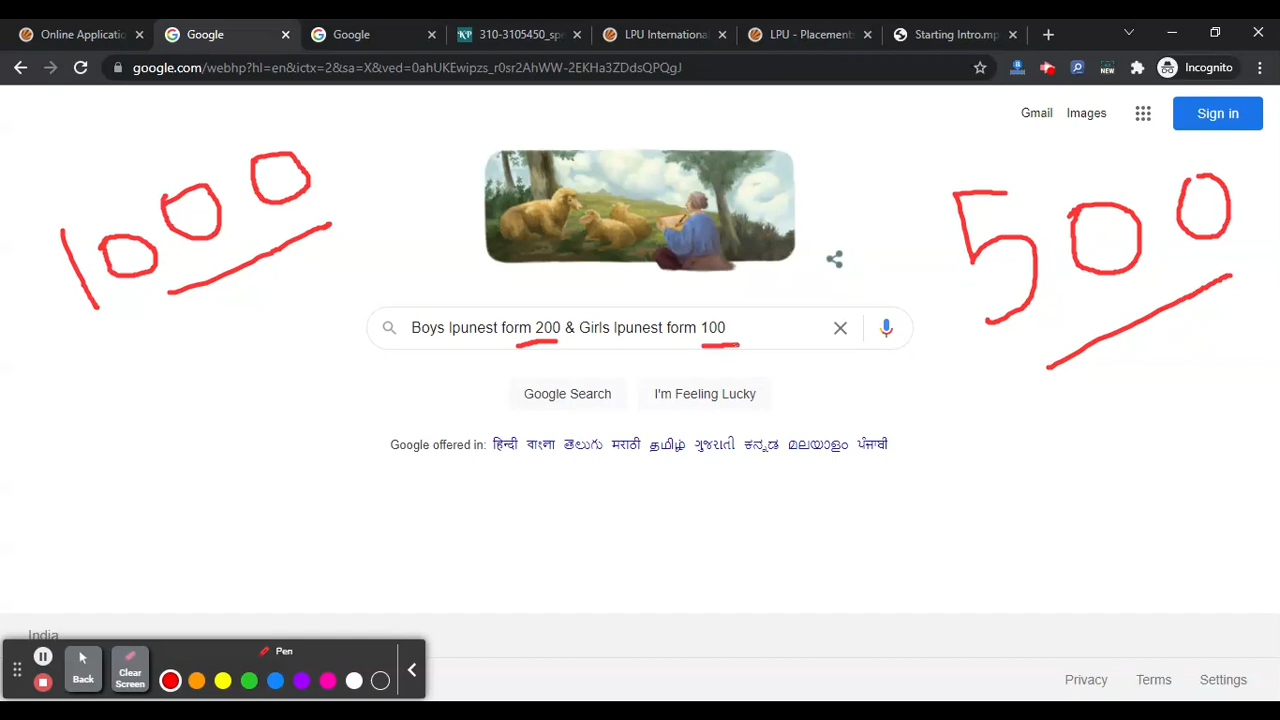 Online Applicatio
Google
Google
310-3105450_spe
LPU Internationa
LPU - Placement
Starting Intro.mp
google.com/webhp?hl=en&ictx=2&sa=X&ved=0ahUKEwipzs_r0sr2AhWW-2EKHa3ZDdsQPQgJ
NEW
Incognito
Gmail Images Sign in
1000
500
Boys lpunest form 200 & Girls lpunest form 100
Google Search I'm Feeling Lucky
Google offered in: हिन्दी বাংলা తెలుగు मराठी தமிழ் ગુજરાતી ಕನ್ನಡ മലയാളം ਪੰਜਾਬੀ
India
Pen
Back
Clear
Screen
Privacy Terms Settings